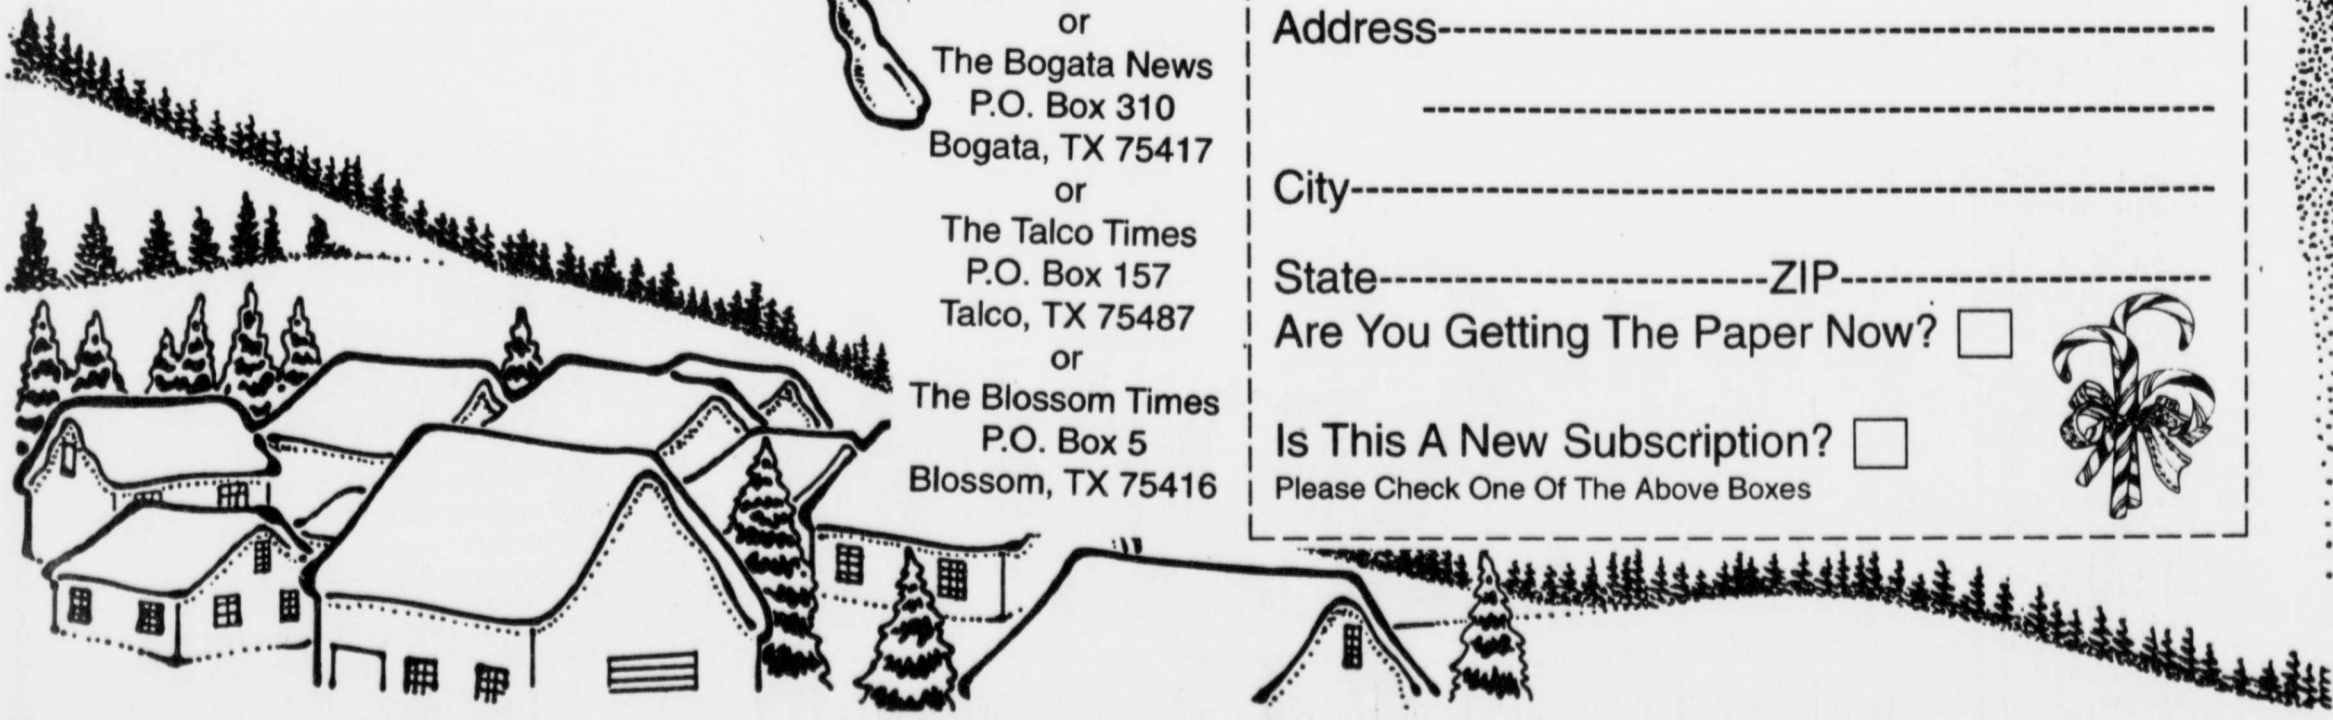 or
The Bogata News
P.O. Box 310
Bogata, TX 75417
or
The Talco Times
P.O. Box 157
Talco, TX 75487
or
The Blossom Times
P.O. Box 5
Blossom, TX 75416
Address
City
State ZIP
Are You Getting The Paper Now?
Is This A New Subscription?
Please Check One Of The Above Boxes